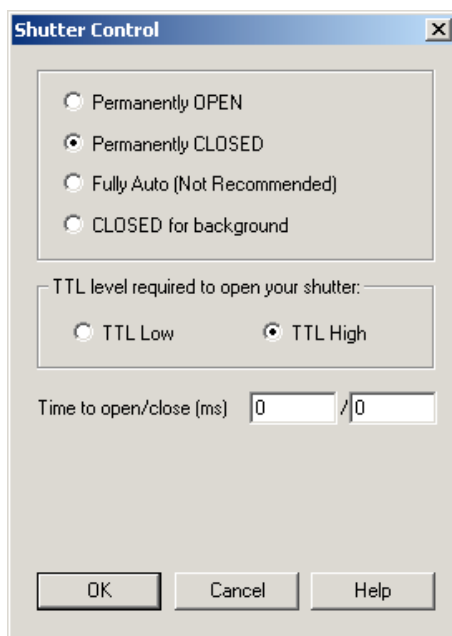 Shutter Control
Permanently OPEN
Permanently CLOSED
Fully Auto (Not Recommended)
CLOSED for background
TTL level required to open your shutter:
TTL Low TTL High
Time to open/close (ms) 0 / 0
OK Cancel Help